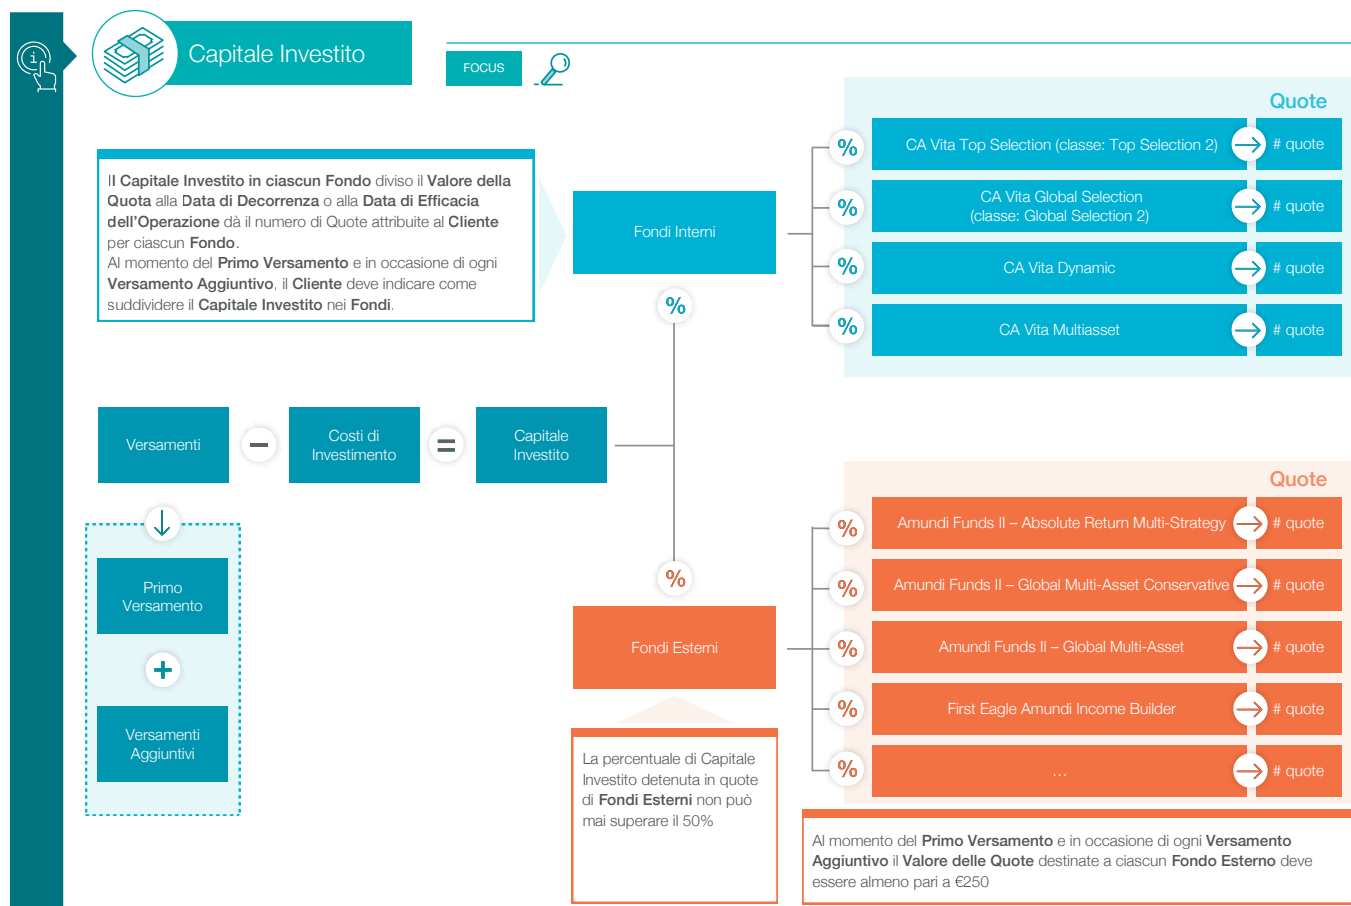 Capitale Investito
FOCUS
Il Capitale Investito in ciascun Fondo diviso il Valore della
Quota alla Data di Decorrenza o alla Data di Efficacia
dell'Operazione dà il numero di Quote attribuite al Cliente
per ciascun Fondo.
Al momento del Primo Versamento e in occasione di ogni
Versamento Aggiuntivo, il Cliente deve indicare come
suddividere il Capitale Investito nei Fondi.
Fondi Interni
%
Quote
% CA Vita Top Selection (classe: Top Selection 2) # quote
% CA Vita Global Selection
(classe: Global Selection 2) # quote
% CA Vita Dynamic # quote
% CA Vita Multiasset # quote
Versamenti
–
Costi di
Investimento
=
Capitale
Investito
Primo
Versamento
+
Versamenti
Aggiuntivi
%
Fondi Esterni
Quote
% Amundi Funds II – Absolute Return Multi-Strategy # quote
% Amundi Funds II – Global Multi-Asset Conservative # quote
% Amundi Funds II – Global Multi-Asset # quote
% First Eagle Amundi Income Builder # quote
% … # quote
La percentuale di Capitale
Investito detenuta in quote
di Fondi Esterni non può
mai superare il 50%
Al momento del Primo Versamento e in occasione di ogni Versamento
Aggiuntivo il Valore delle Quote destinate a ciascun Fondo Esterno deve
essere almeno pari a €250